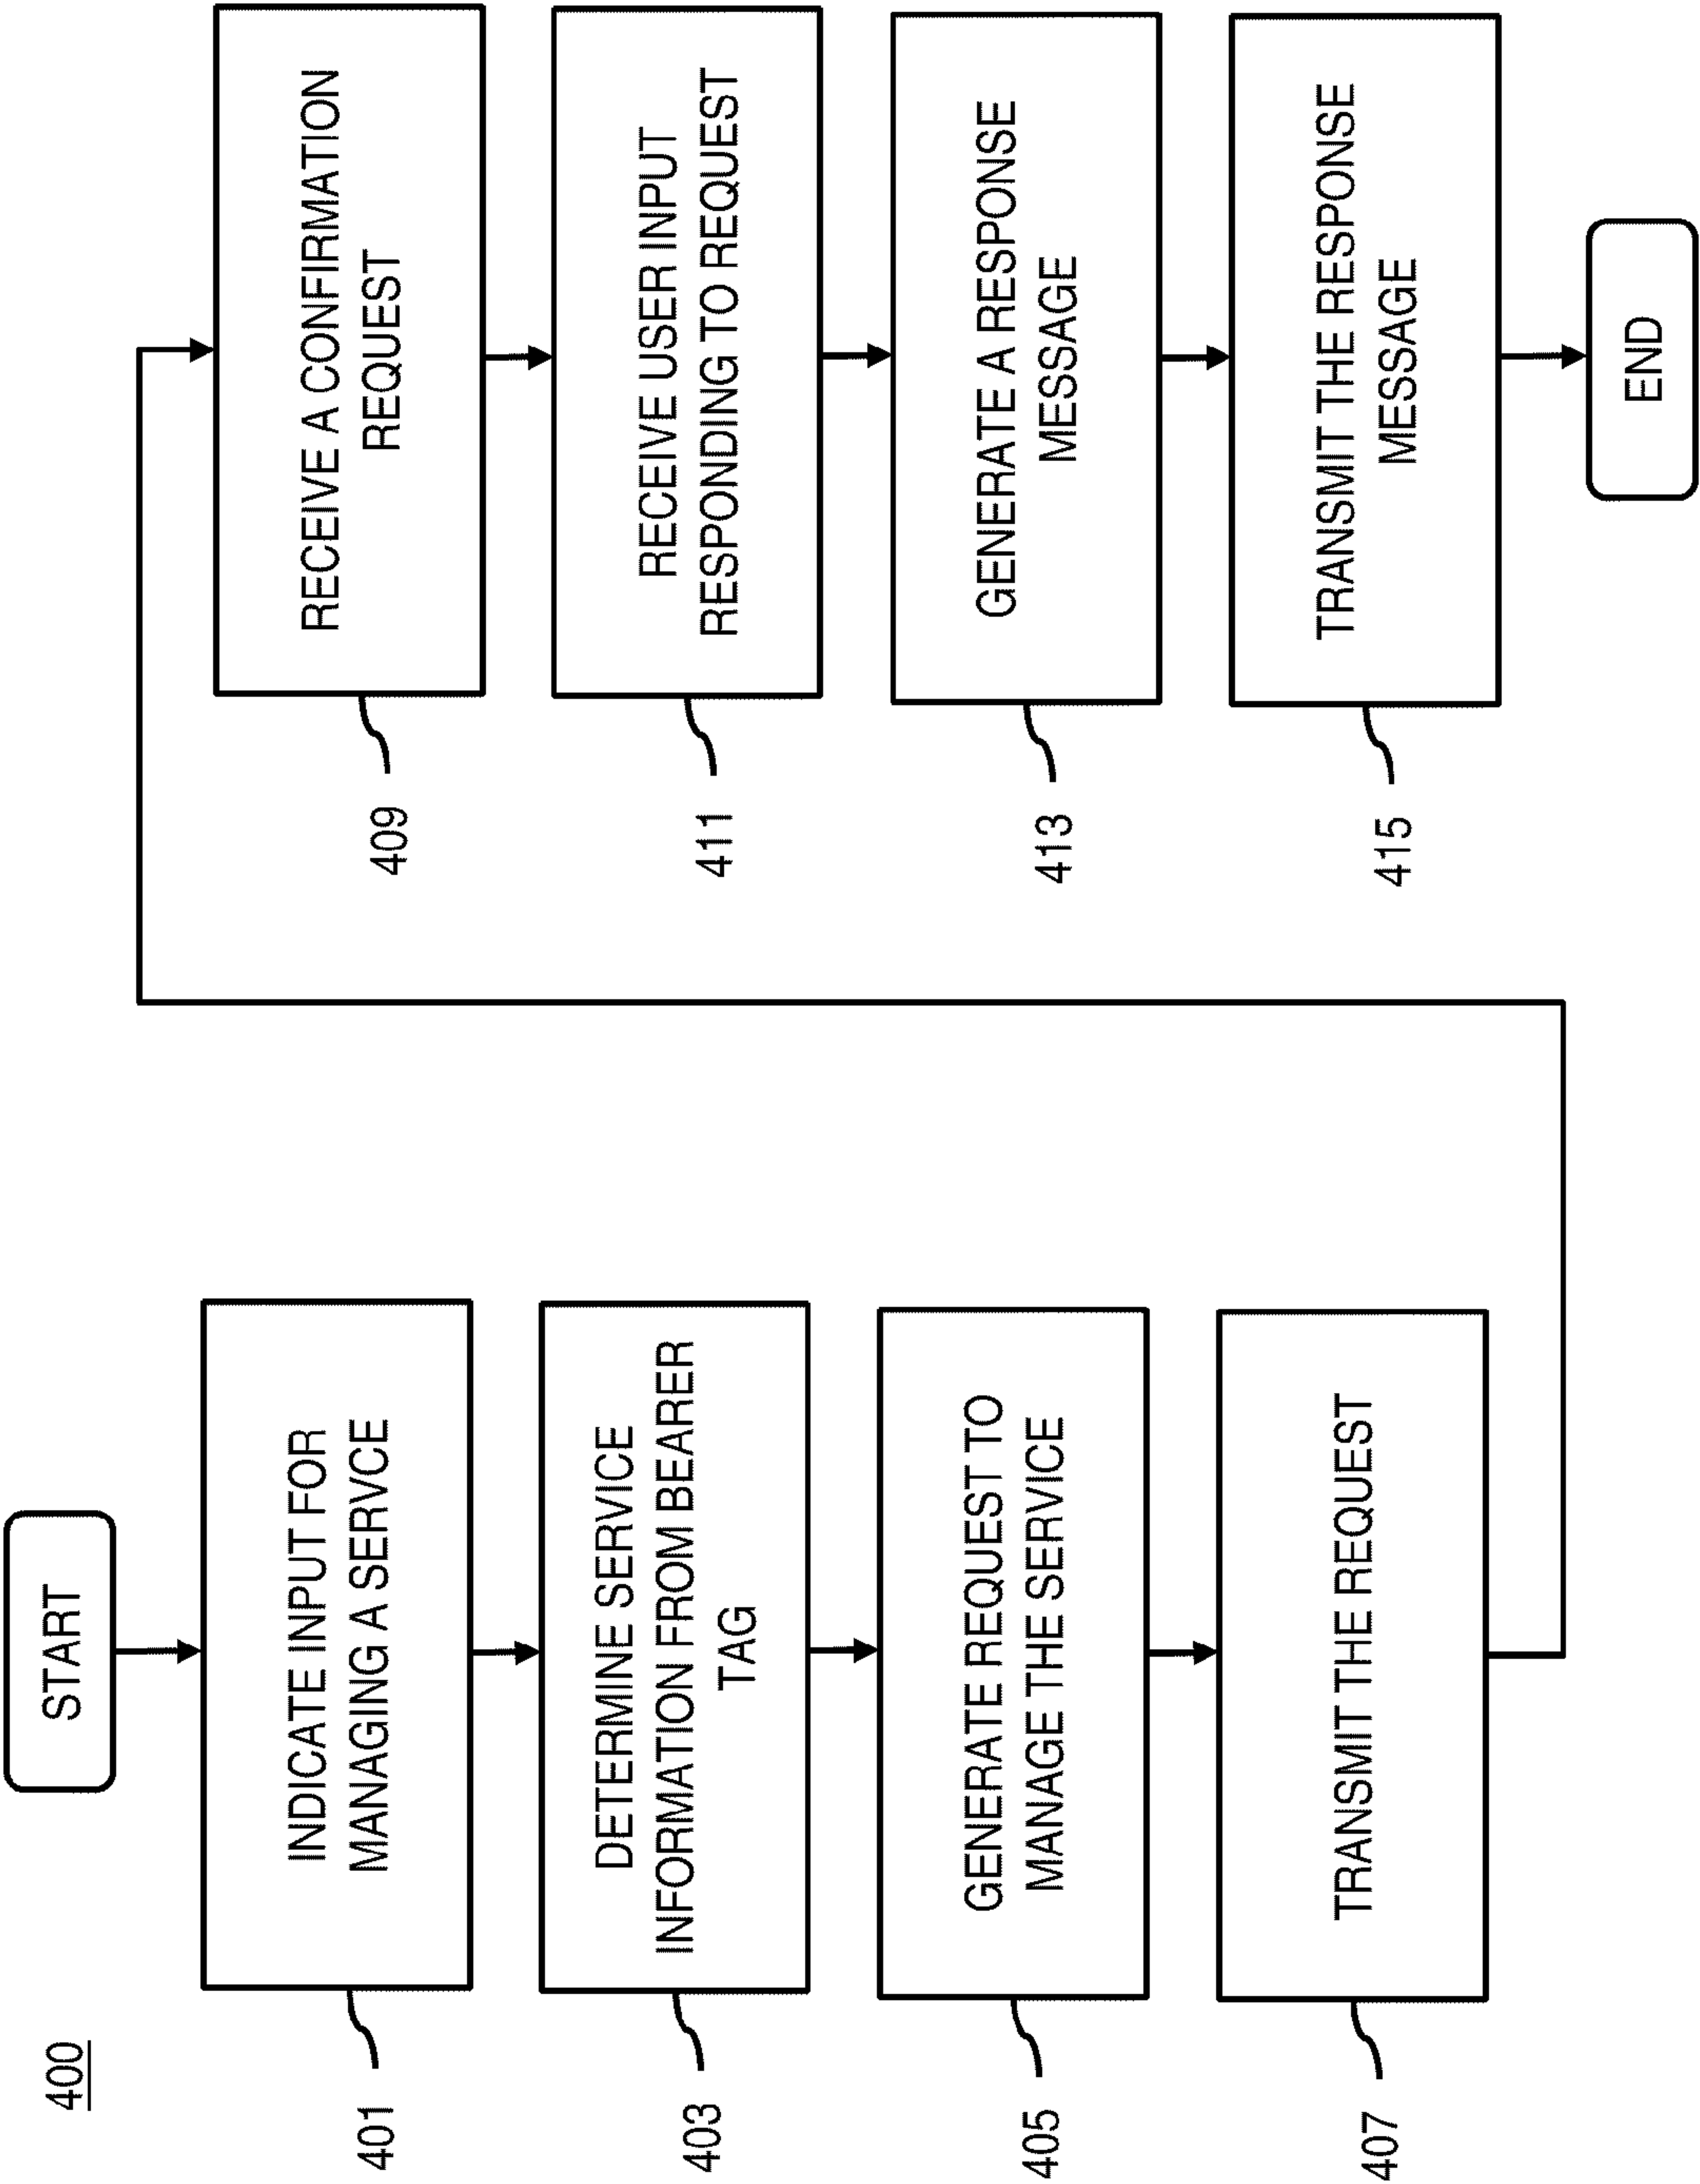 400
START
401
INDICATE INPUT FOR
MANAGING A SERVCE
403
DETERMINE SERVICE
INFORMATION FROM BEARER
TAG
405
GENERATE REQUEST TO
MANAGE THE SERVICE
407
TRANSMIT THE REQUEST
409
RECEIVE A CONFIRMATION
REQUEST
411
RECEIVE USER INPUT
RESPONDING TO REQUEST
413
GENERATE A RESPONSE
MESSAGE
415
TRANSMIT THE RESPONSE
MESSAGE
END